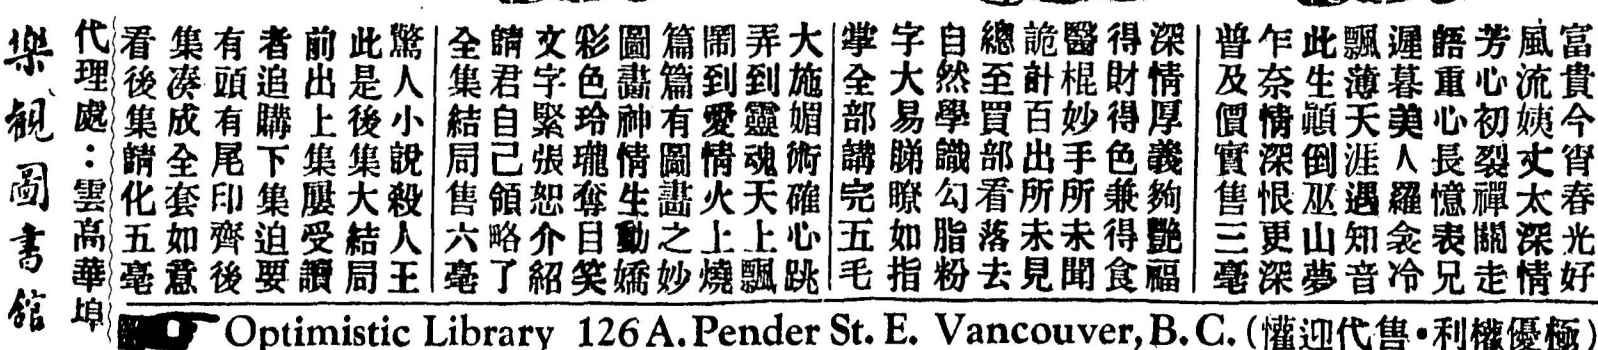 富貴今宵春光好
風流姨丈太深情
芳心初裂禪關走
語重心長憶表兄
遲暮美人羅衾冷
飄薄天涯遇知音
此生顚倒巫山夢
乍奈情深恨更深
普及價實售三毫
深情厚義夠艷福
得財得色兼得食
醫棍妙手所未聞
詭計百出所未見
總至買部看落去
自然學識勾脂粉
字大易睇瞭如指
掌全部講完五毛
大施媚術確心跳
弄到靈魂天上飄
鬧到愛情火上燒
篇篇有圖畫之妙
圖畫神情生動嬌
彩色玲瓏奪目笑
文字緊張恕介紹
請君自己領略了
全集結局售六毫
驚人小說殺人王
此是後集大結局
前出上集屢受讀
者追購下集迫要
有頭有尾印齊後
集湊成全套如意
看後集請化五毫
代理處：雲高華埠
樂觀圖書館
Optimistic Library 126 A. Pender St. E. Vancouver, B. C. (懽迎代售•利權優極)